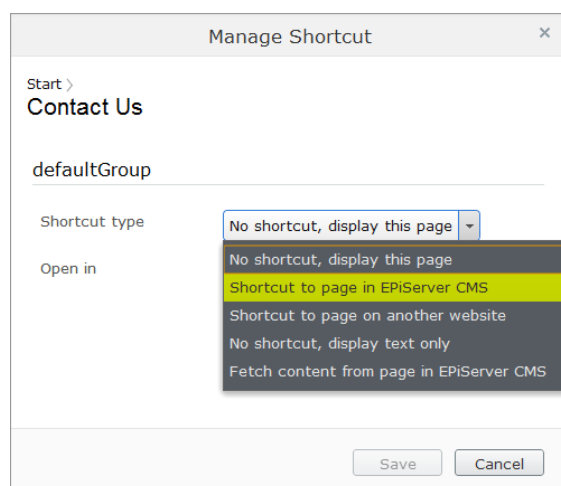 Manage Shortcut ×
Start 〉
Contact Us
defaultGroup
Shortcut type No shortcut, display this page
Open in
No shortcut, display this page
Shortcut to page in EPiServer CMS
Shortcut to page on another website
No shortcut, display text only
Fetch content from page in EPiServer CMS
Save Cancel